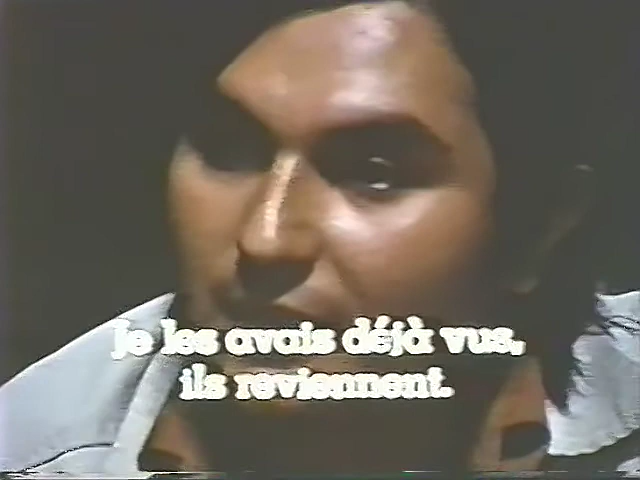 je les avais déjà vus,
ils reviennent.